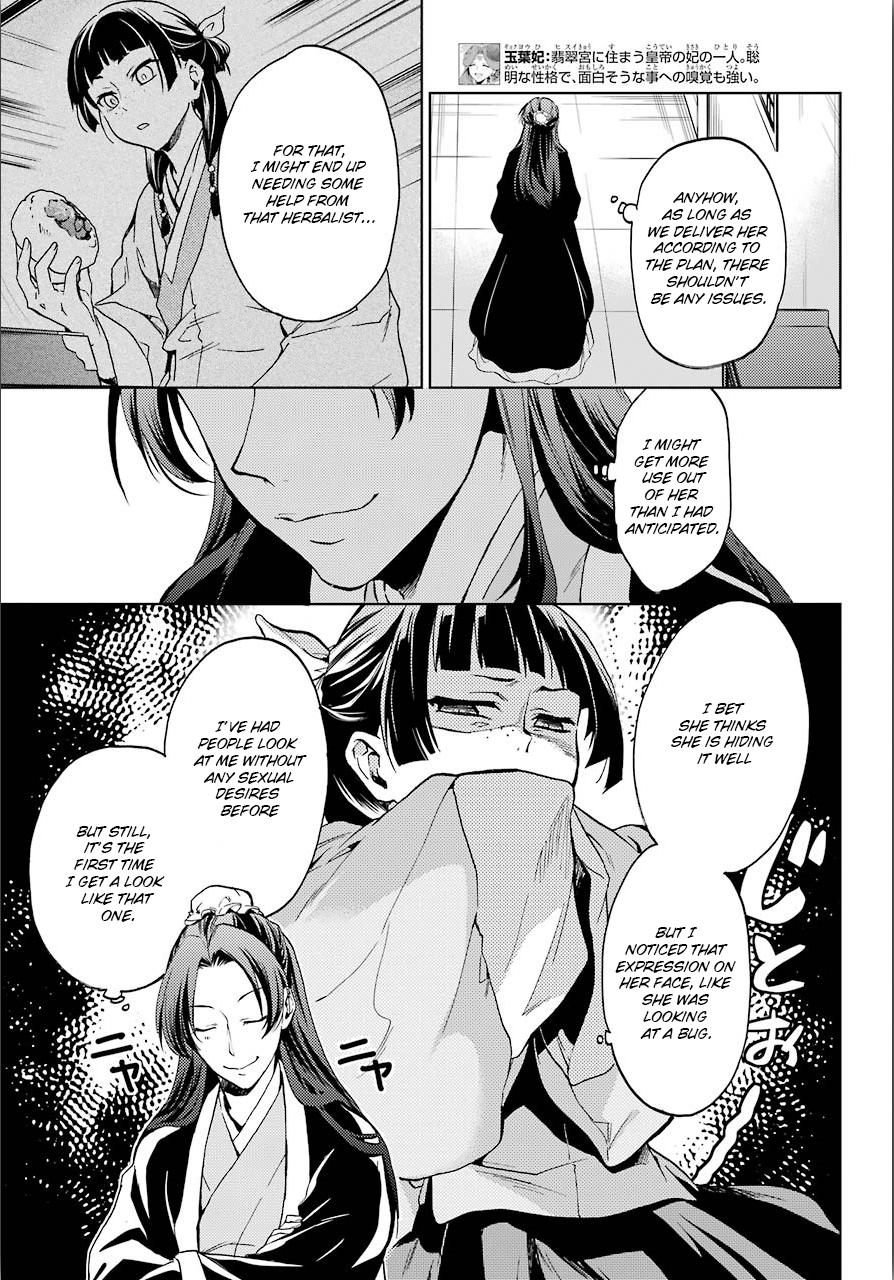 玉葉妃：翡翠宮に住まう皇帝の妃の一人。聡
明な性格で、面白そうな事への嗅覚も強い。
ANYHOW,
AS LONG AS
WE DELIVER HER
ACCORDING TO
THE PLAN, THERE
SHOULDN'T
BE ANY ISSUES.
FOR THAT,
I MIGHT END UP
NEEDING SOME
HELP FROM
THAT HERBALIST...
I MIGHT
GET MORE
USE OUT
OF HER
THAN I HAD
ANTICIPATED.
I BET
SHE THINKS
SHE IS HIDING
IT WELL
BUT I
NOTICED THAT
EXPRESSION ON
HER FACE, LIKE
SHE WAS
LOOKING
AT A BUG.
じとおー
I'VE HAD
PEOPLE LOOK
AT ME WITHOUT
ANY SEXUAL
DESIRES
BEFORE
BUT STILL,
IT'S THE
FIRST TIME
I GET A LOOK
LIKE THAT
ONE.
ニヤ
ニヤ